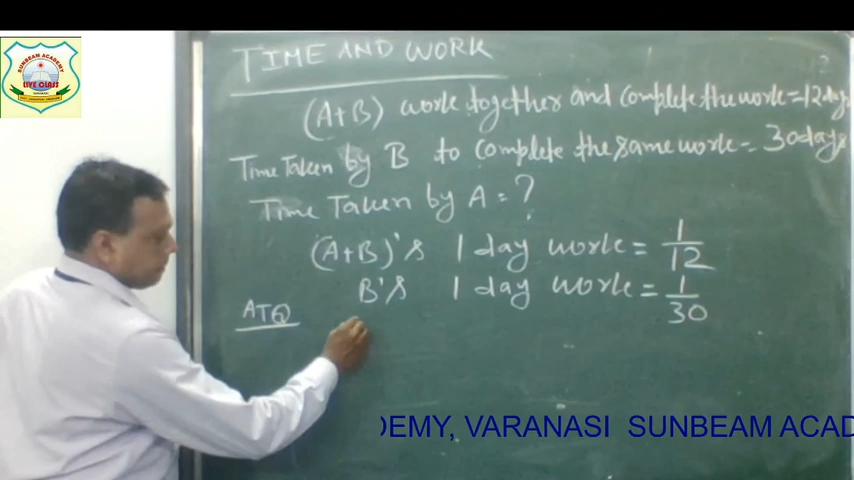 SUNBEAM ACADEMY
LIVE CLASS
TIME AND WORK
(A+B) work together and complete the work = 12 days
Time Taken by B to complete the same work = 30 days
Time Taken by A = ?
(A+B)'s 1 day work = 1/12
B's 1 day work = 1/30
ATQ
DEMY, VARANASI SUNBEAM ACAD